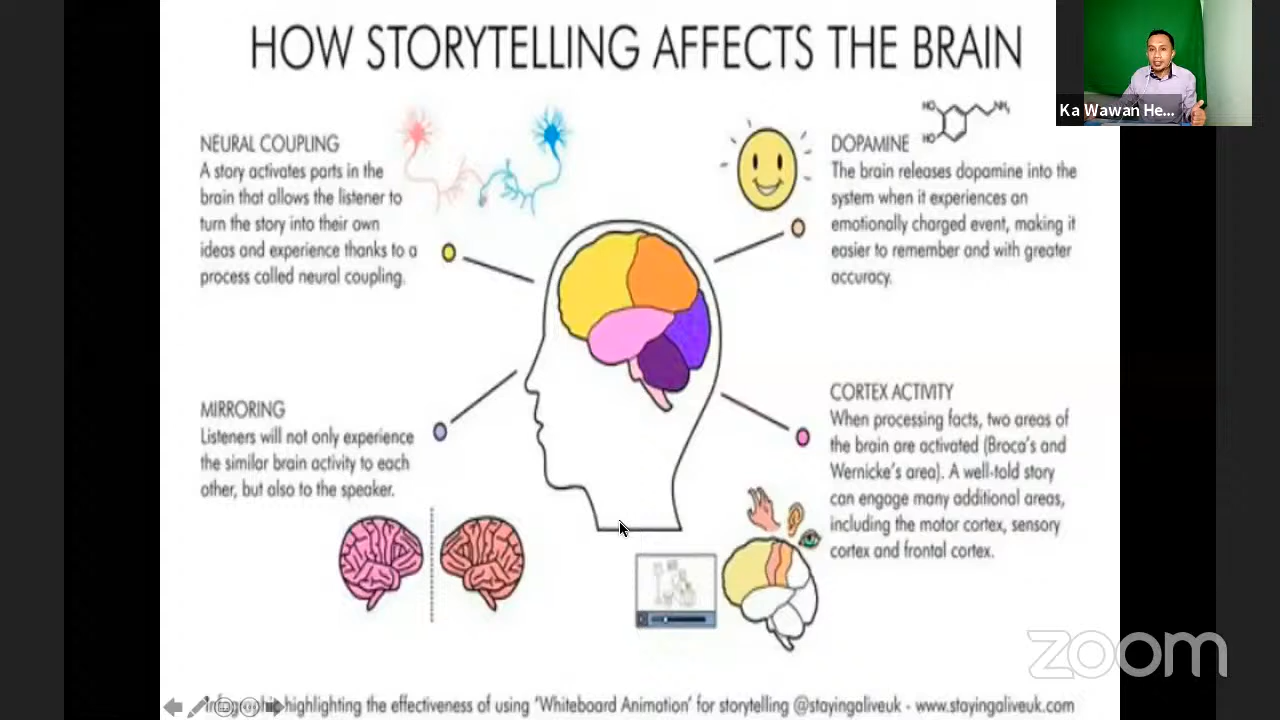 HOW STORYTELLING AFFECTS THE BRAIN
Ka Wawan He...
NEURAL COUPLING
A story activates parts in the
brain that allows the listener to
turn the story into their own
ideas and experience thanks to a
process called neural coupling.
HO
NH₂
HO
DOPAMINE
The brain releases dopamine into the
system when it experiences an
emotionally charged event, making it
easier to remember and with greater
accuracy.
MIRRORING
Listeners will not only experience
the similar brain activity to each
other, but also to the speaker.
CORTEX ACTIVITY
When processing facts, two areas of
the brain are activated (Broca's and
Wernicke's area). A well-told story
can engage many additional areas,
including the motor cortex, sensory
cortex and frontal cortex.
zoom
highlighting the effectiveness of using 'Whiteboard Animation' for storytelling @stayingaliveuk - www.stayingaliveuk.com